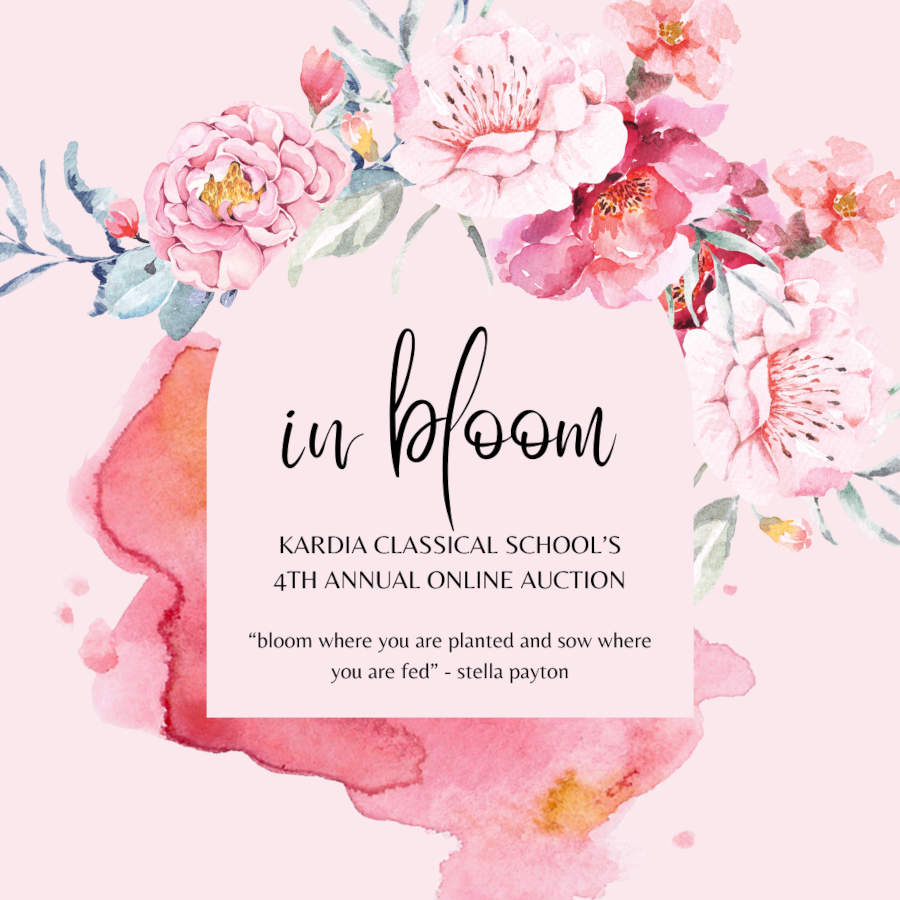 in bloom
KARDIA CLASSICAL SCHOOL’S
4TH ANNUAL ONLINE AUCTION
“bloom where you are planted and sow where
you are fed” - stella payton